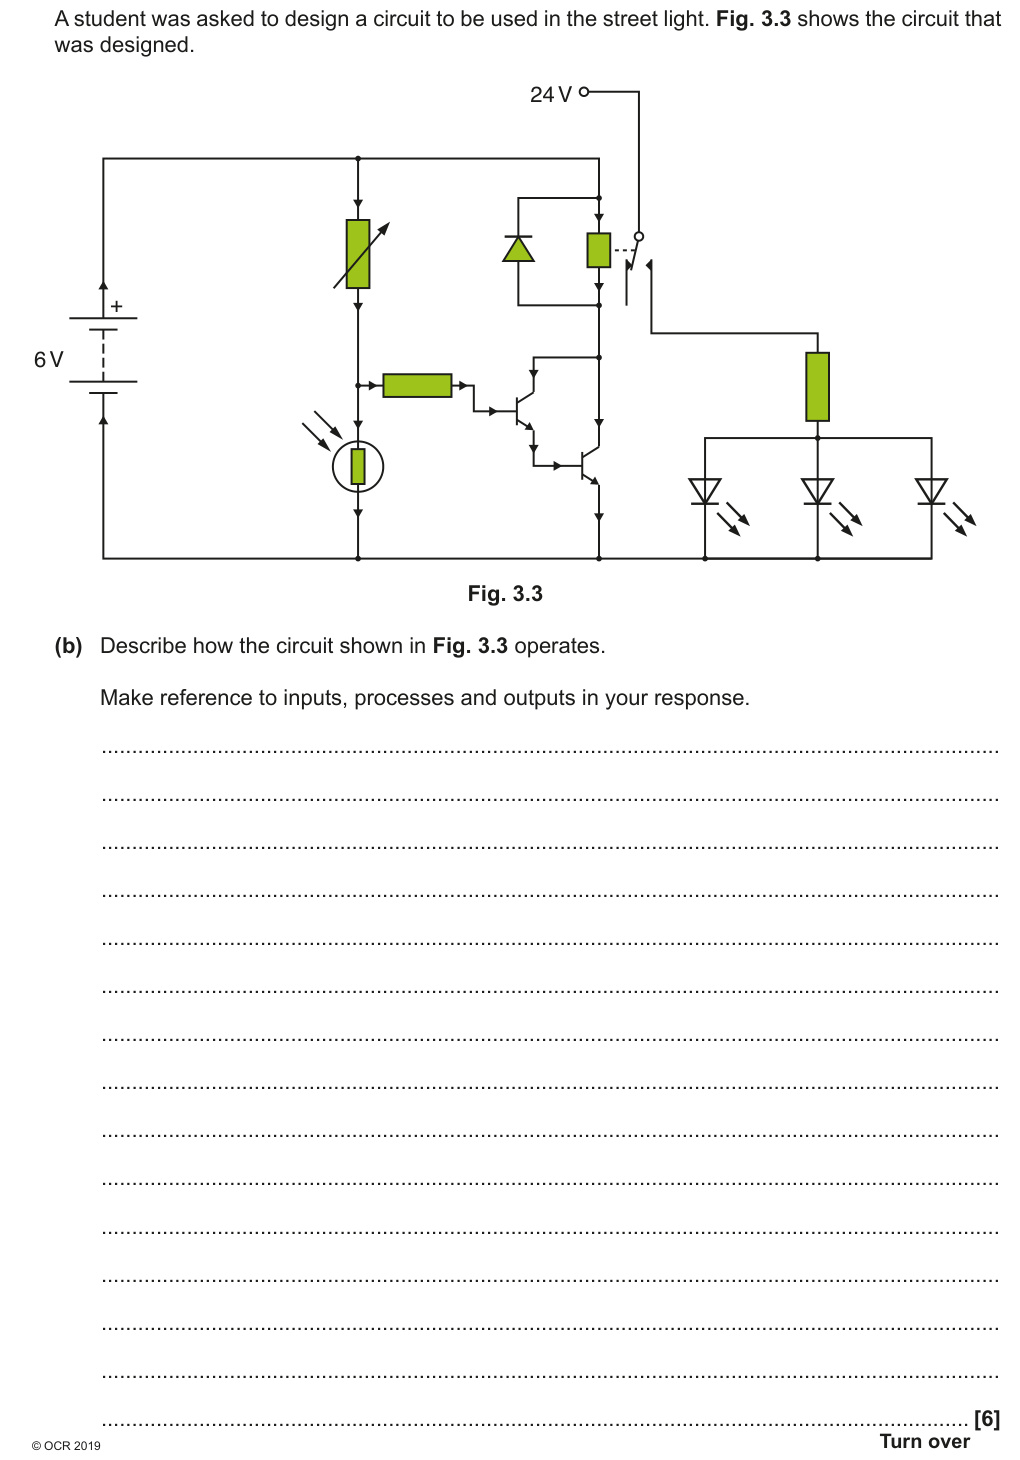 A student was asked to design a circuit to be used in the street light. Fig. 3.3 shows the circuit that
was designed.
24 V
+
6 V
Fig. 3.3
(b) Describe how the circuit shown in Fig. 3.3 operates.
Make reference to inputs, processes and outputs in your response.
[6]
© OCR 2019
Turn over